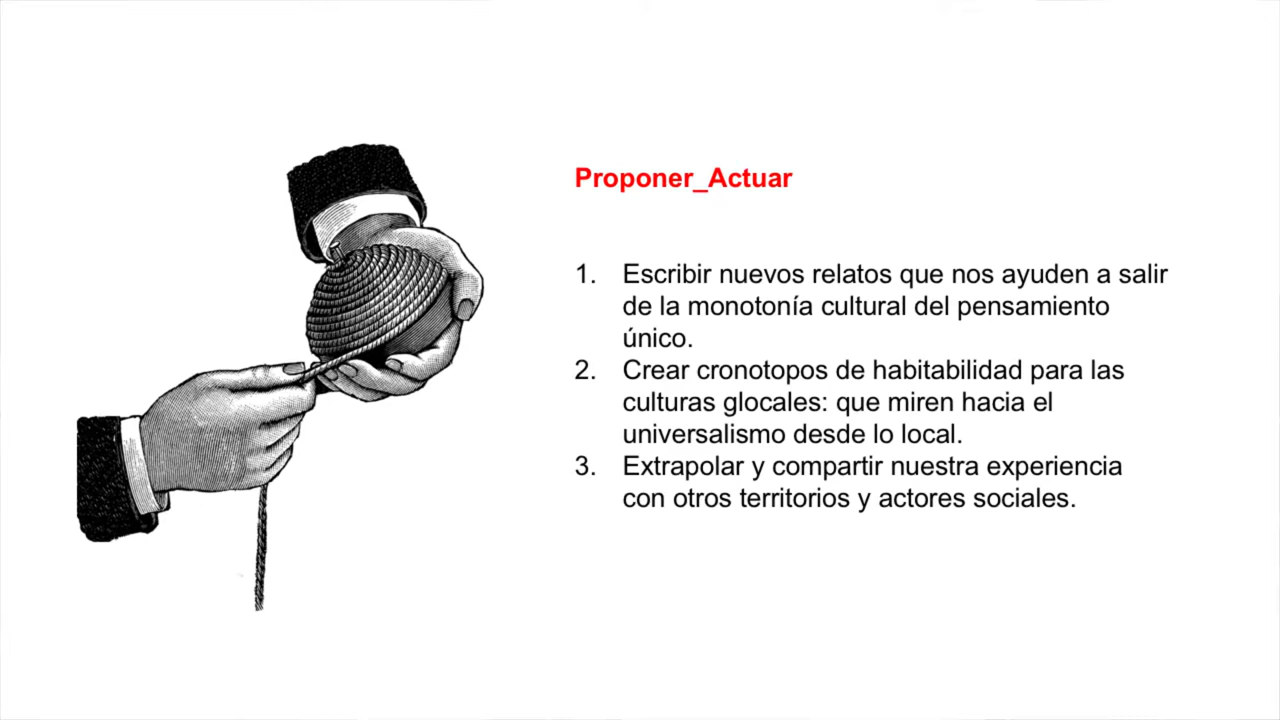 Proponer_Actuar
1. Escribir nuevos relatos que nos ayuden a salir
de la monotonía cultural del pensamiento
único.
2. Crear cronotopos de habitabilidad para las
culturas glocales: que miren hacia el
universalismo desde lo local.
3. Extrapolar y compartir nuestra experiencia
con otros territorios y actores sociales.